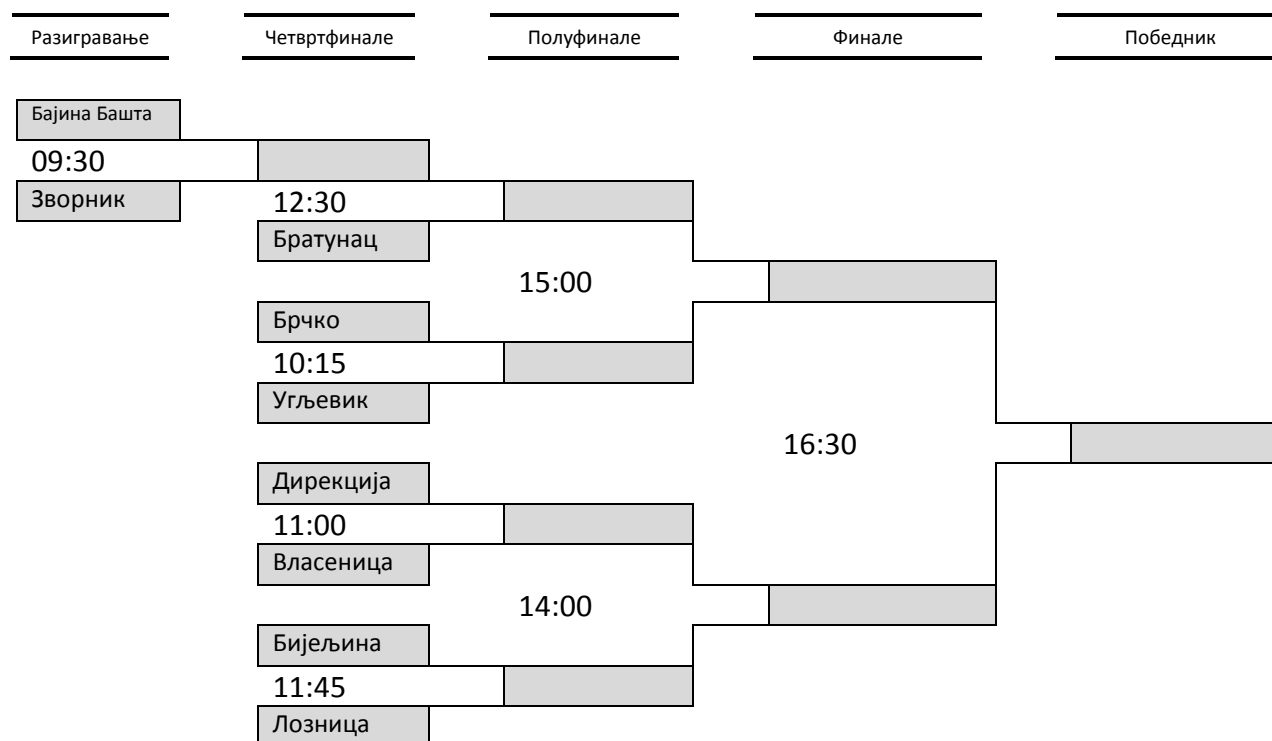 Разигравање Четвртфинале Полуфинале Финале Победник
Бајина Башта
09:30
Зворник
12:30
Братунац
15:00
Брчко
10:15
Угљевик
16:30
Дирекција
11:00
Власеница
14:00
Бијељина
11:45
Лозница